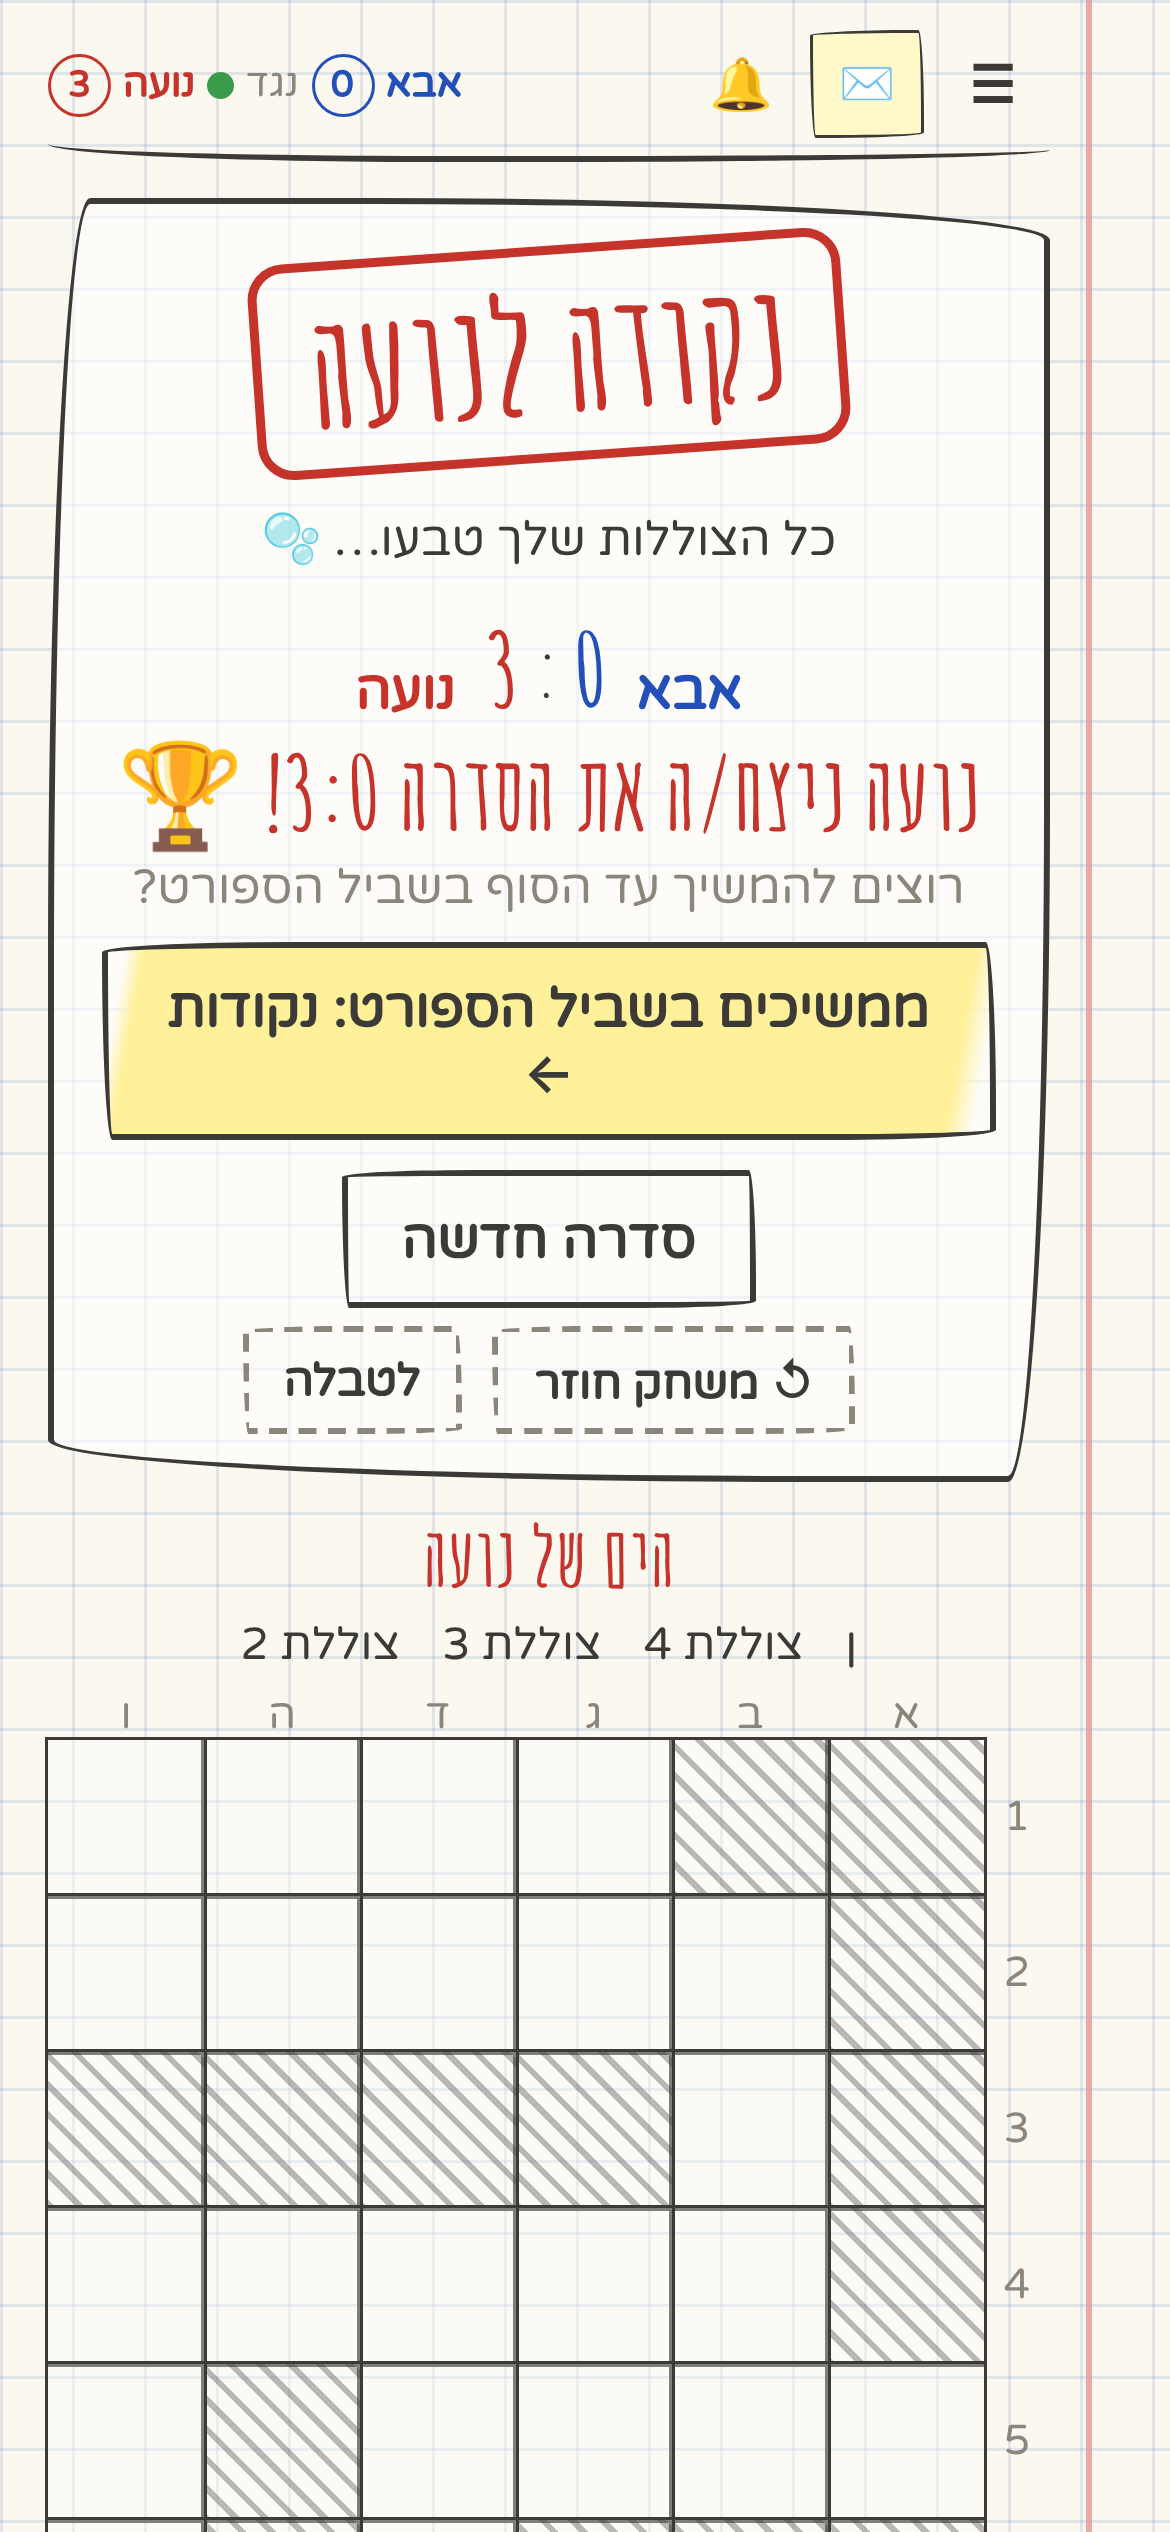 אבא 0 נגד נועה 3
נקודה לנועה
כל הצוללות שלך טבעו...
אבא 0 : 3 נועה
נועה ניצח/ה את הסדרה 3:0!
רוצים להמשיך עד הסוף בשביל הספורט?
ממשיכים בשביל הספורט: נקודות
←
סדרה חדשה
משחק חוזר לטבלה
הים של נועה
ן צוללת 4 צוללת 3 צוללת 2
א ב ג ד ה ו
1
2
3
4
5